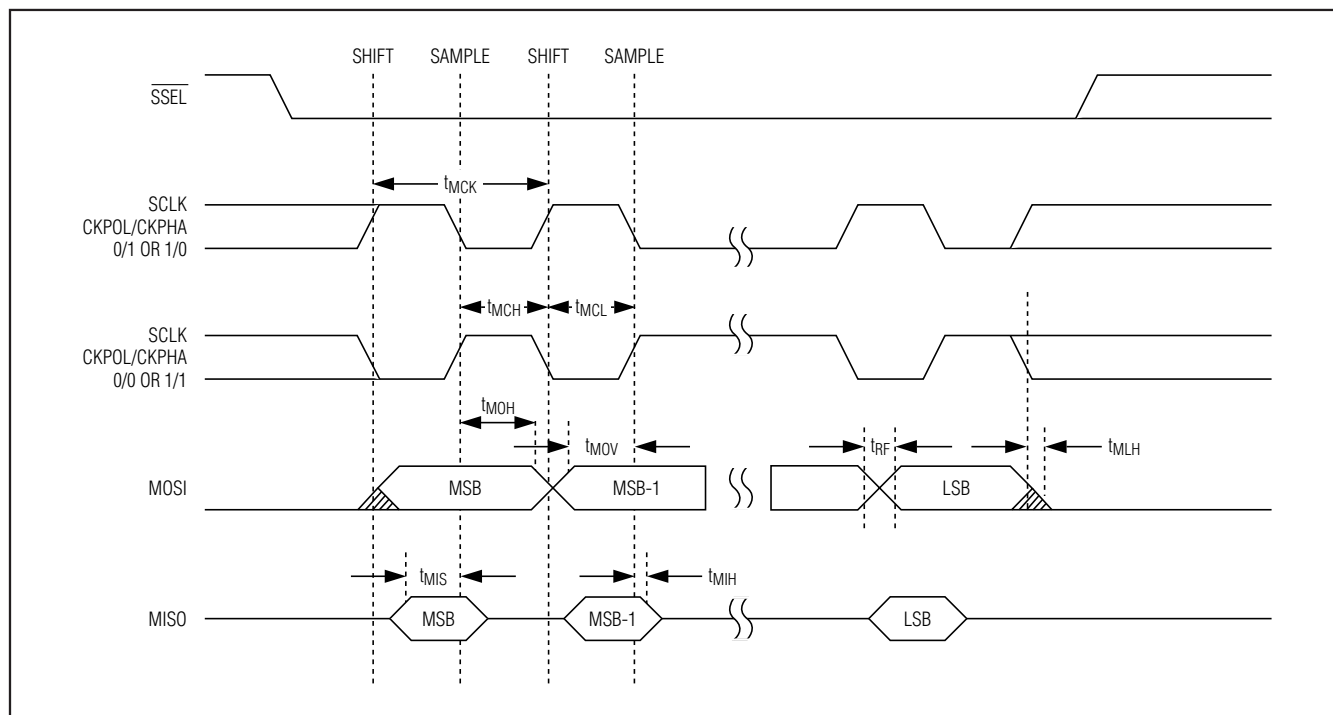 SHIFT SAMPLE SHIFT SAMPLE
SSEL
tMCK
SCLK
CKPOL/CKPHA
0/1 OR 1/0
tMCH tMCL
SCLK
CKPOL/CKPHA
0/0 OR 1/1
tMOH
tMOV tRF tMLH
MOSI MSB MSB-1 LSB
tMIS tMIH
MISO MSB MSB-1 LSB